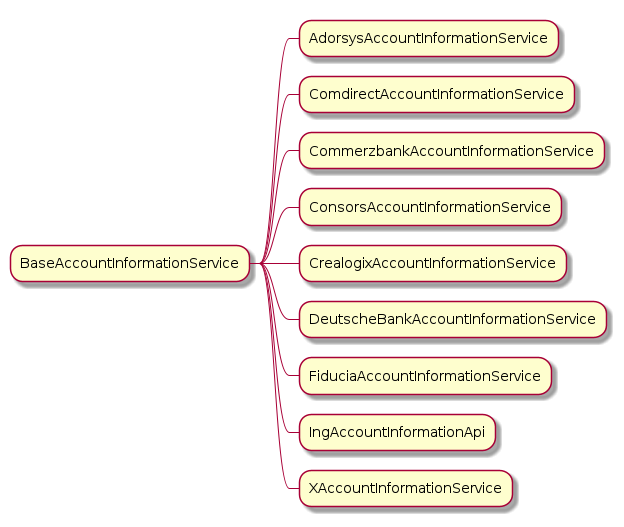 AdorsysAccountInformationService
ComdirectAccountInformationService
CommerzbankAccountInformationService
ConsorsAccountInformationService
BaseAccountInformationService
CrealogixAccountInformationService
DeutscheBankAccountInformationService
FiduciaAccountInformationService
IngAccountInformationApi
XAccountInformationService